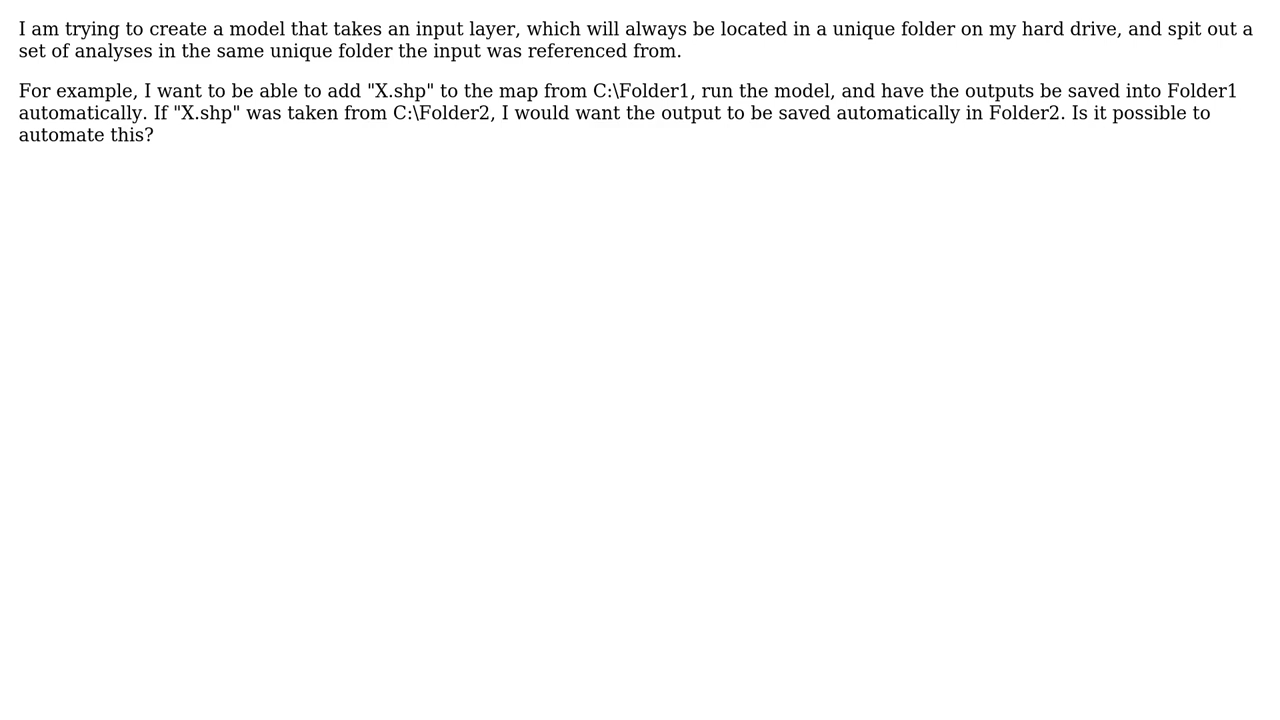 I am trying to create a model that takes an input layer, which will always be located in a unique folder on my hard drive, and spit out a
set of analyses in the same unique folder the input was referenced from.
For example, I want to be able to add "X.shp" to the map from C:\Folder1, run the model, and have the outputs be saved into Folder1
automatically. If "X.shp" was taken from C:\Folder2, I would want the output to be saved automatically in Folder2. Is it possible to
automate this?